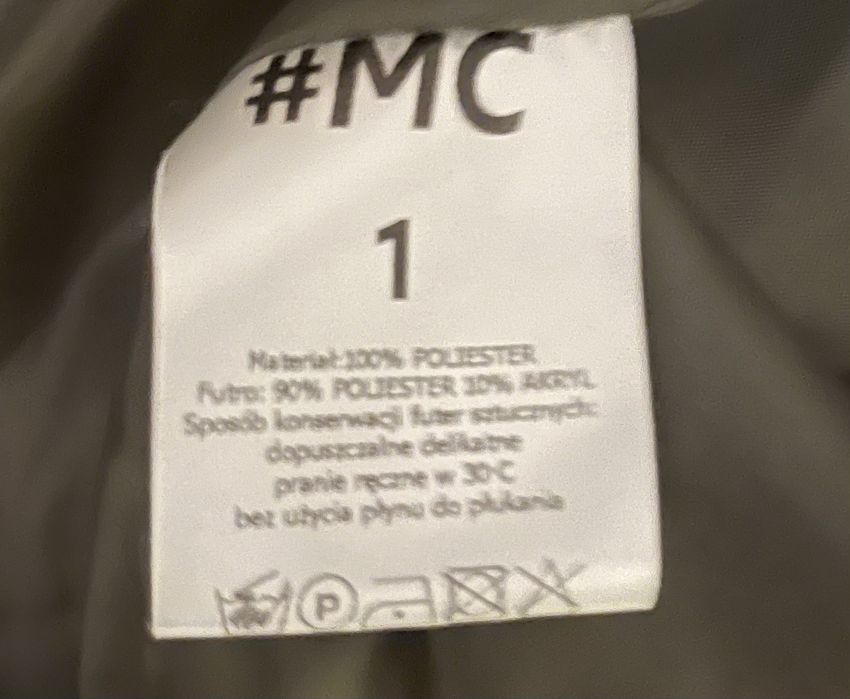 #MC
1
Materiał:100% POLIESTER
Futro: 90% POLIESTER 10% AKRYL
Sposób konserwacji futer sztucznych:
dopuszczalne delikatne
pranie ręczne w 30°C
bez użycia płynu do płukania
P